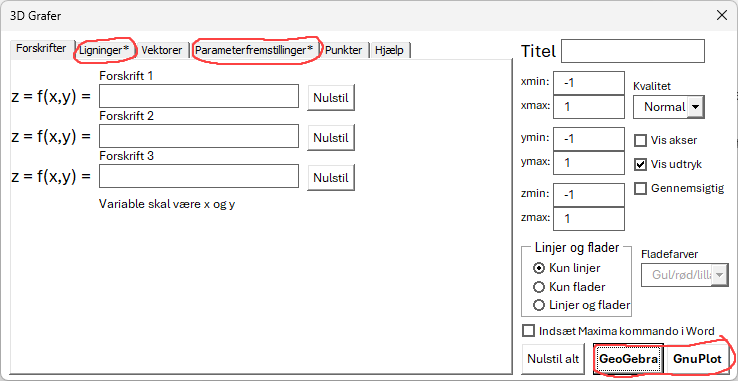 3D Grafer
Forskrifter Ligninger* Vektorer Parameterfremstillinger* Punkter Hjælp
Forskrift 1
z = f(x,y) = Nulstil
Forskrift 2
z = f(x,y) = Nulstil
Forskrift 3
z = f(x,y) = Nulstil
Variable skal være x og y
Titel
xmin: -1
xmax: 1
Kvalitet
Normal
ymin: -1
ymax: 1
Vis akser
Vis udtryk
Gennemsigtig
zmin: -1
zmax: 1
Linjer og flader
Kun linjer
Kun flader
Linjer og flader
Fladefarver
Gul/rød/lilla
Indsæt Maxima kommando i Word
Nulstil alt GeoGebra GnuPlot